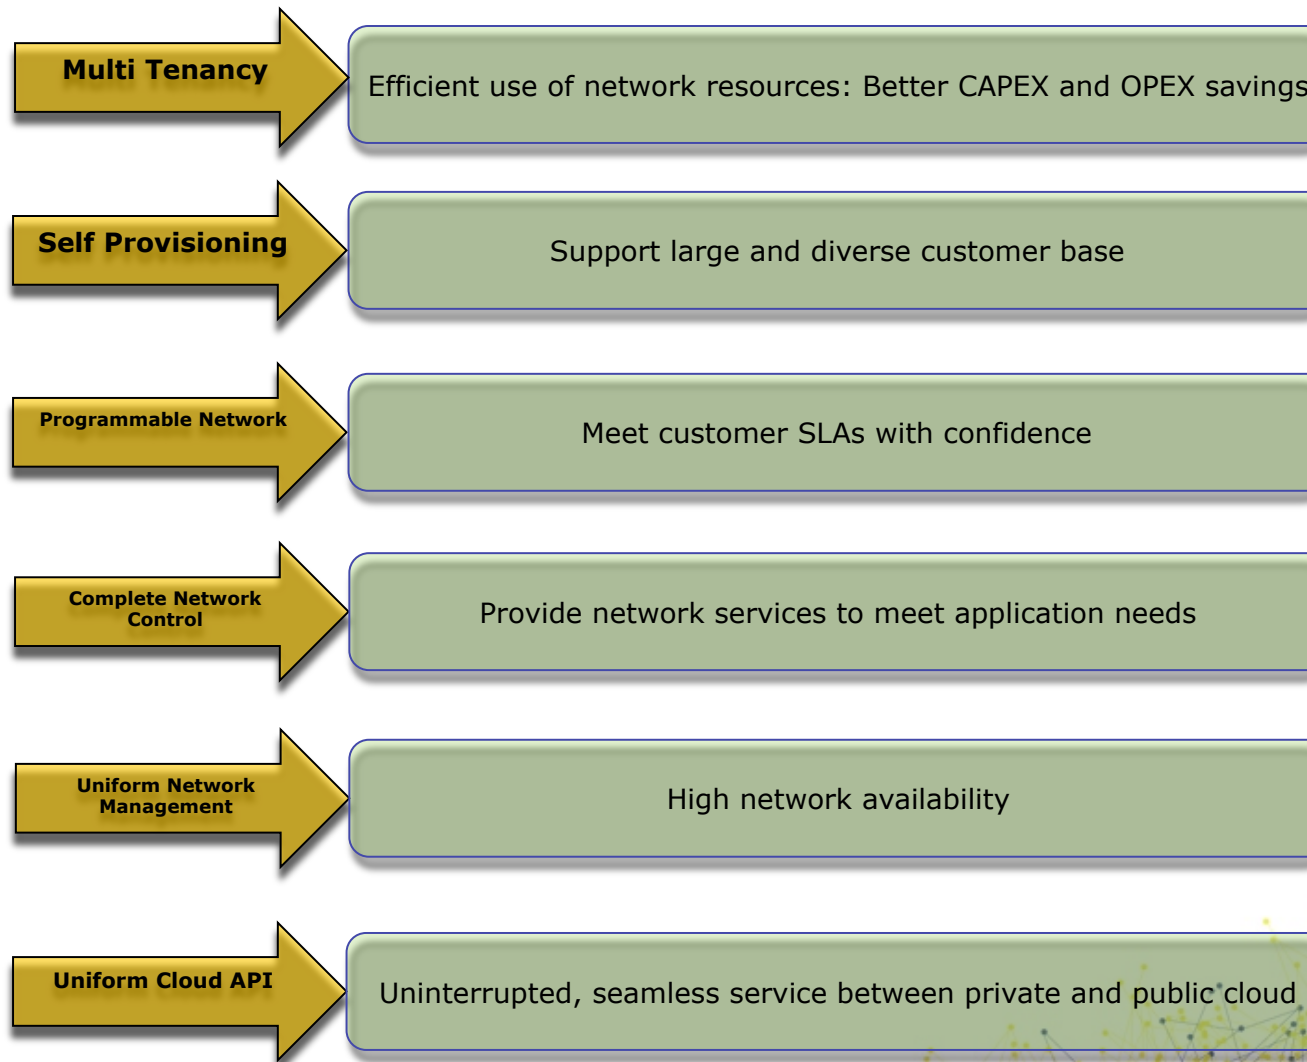 Multi Tenancy
Efficient use of network resources: Better CAPEX and OPEX savings
Self Provisioning
Support large and diverse customer base
Programmable Network
Meet customer SLAs with confidence
Complete Network
Control
Provide network services to meet application needs
Uniform Network
Management
High network availability
Uniform Cloud API
Uninterrupted, seamless service between private and public cloud